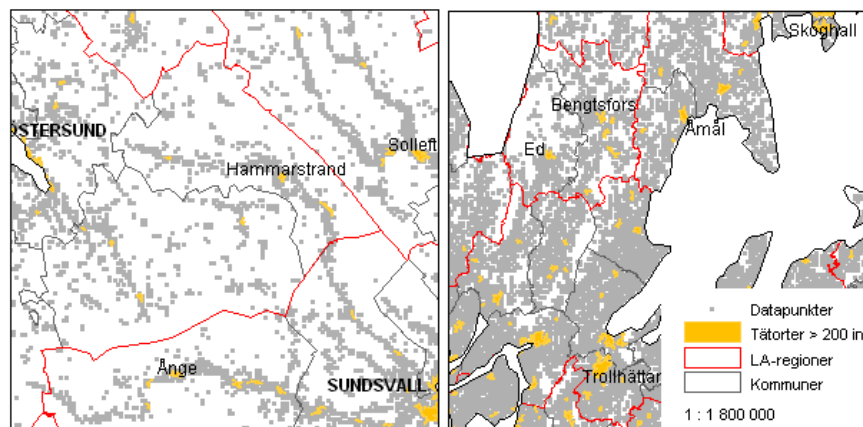 ÖSTERSUND
Solleft
Hammarstrand
Ånge
SUNDSVALL
Skoghall
Bengtsfors
Åmål
Ed
Trollhättan
Datapunkter
Tätorter > 200 in
LA-regioner
Kommuner
1 : 1 800 000